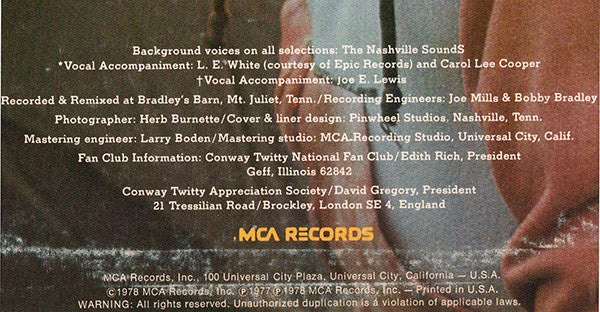 Background voices on all selections: The Nashville SoundS
*Vocal Accompaniment: L. E. White (courtesy of Epic Records) and Carol Lee Cooper
†Vocal Accompaniment: Joe E. Lewis
Recorded & Remixed at Bradley's Barn, Mt. Juliet, Tenn./Recording Engineers: Joe Mills & Bobby Bradley
Photographer: Herb Burnette/Cover & liner design: Pinwheel Studios, Nashville, Tenn.
Mastering engineer: Larry Boden/Mastering studio: MCA Recording Studio, Universal City, Calif.
Fan Club Information: Conway Twitty National Fan Club/Edith Rich, President
Geff, Illinois 62842
Conway Twitty Appreciation Society/David Gregory, President
21 Tressilian Road/Brockley, London SE 4, England
MCA RECORDS
MCA Records, Inc., 100 Universal City Plaza, Universal City, California — U.S.A.
©1978 MCA Records, Inc. ℗1977 ℗1978 MCA Records, Inc. — Printed in U.S.A.
WARNING: All rights reserved. Unauthorized duplication is a violation of applicable laws.